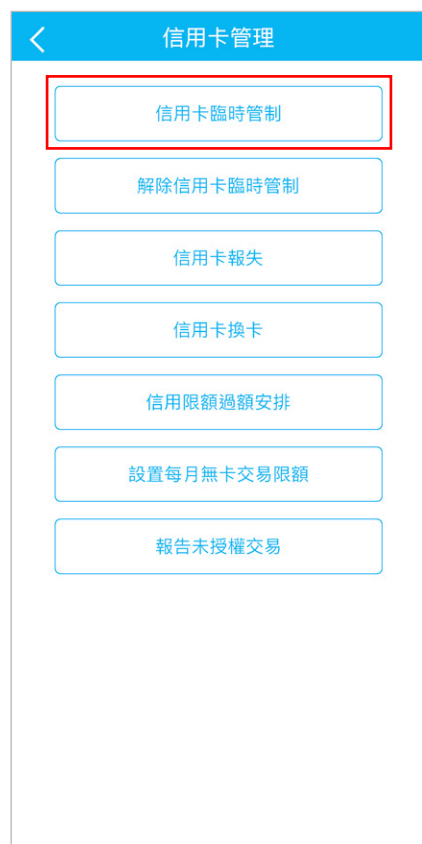 信用卡管理
信用卡臨時管制
解除信用卡臨時管制
信用卡報失
信用卡換卡
信用限額過額安排
設置每月無卡交易限額
報告未授權交易